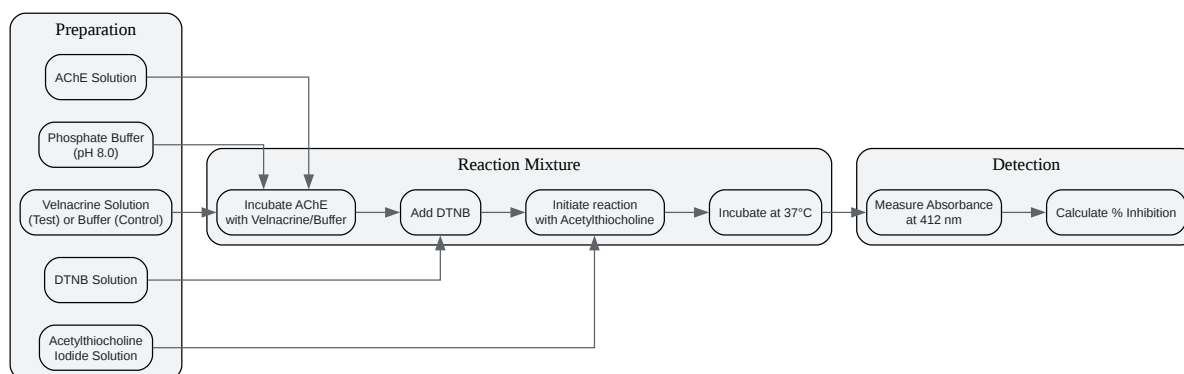 Preparation
AChE Solution
Phosphate Buffer
(pH 8.0)
Velnacrine Solution
(Test) or Buffer (Control)
DTNB Solution
Acetylthiocholine
Iodide Solution
Reaction Mixture
Incubate AChE
with Velnacrine/Buffer
Add DTNB
Initiate reaction
with Acetylthiocholine
Incubate at 37°C
Detection
Measure Absorbance
at 412 nm
Calculate % Inhibition